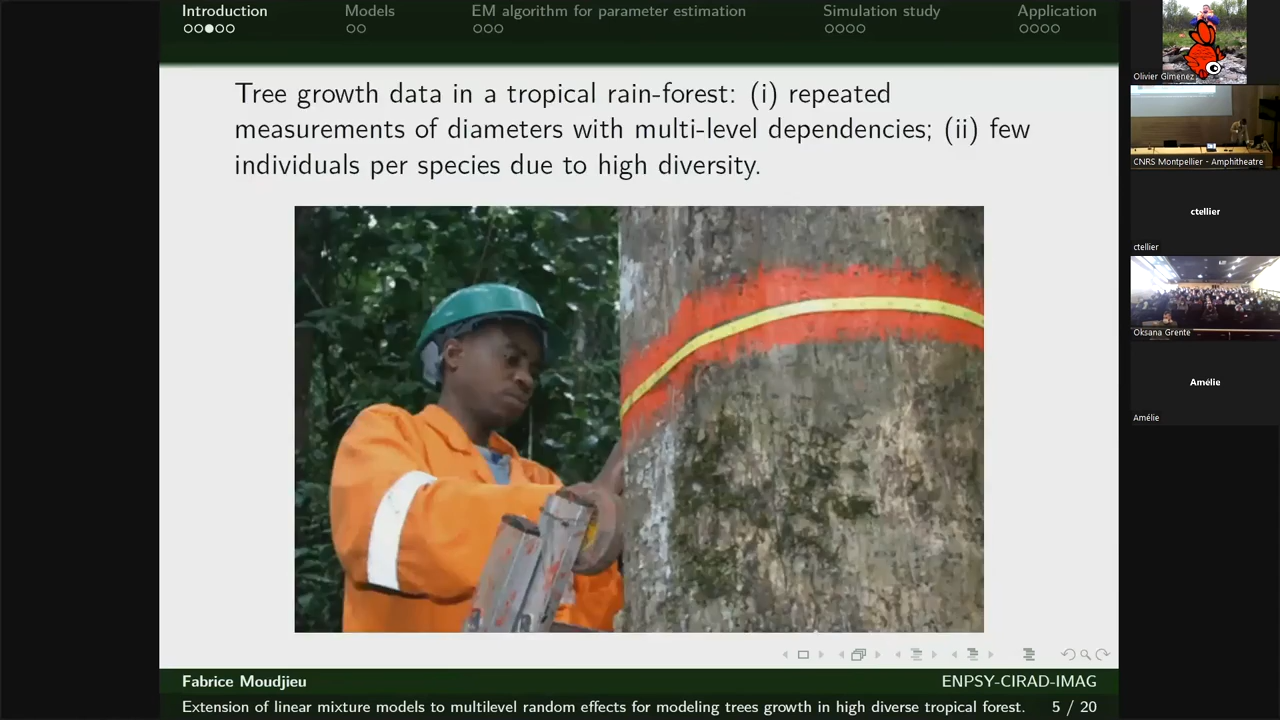 Introduction Models EM algorithm for parameter estimation Simulation study Application
Tree growth data in a tropical rain-forest: (i) repeated
measurements of diameters with multi-level dependencies; (ii) few
individuals per species due to high diversity.
Fabrice Moudjieu ENPSY-CIRAD-IMAG
Extension of linear mixture models to multilevel random effects for modeling trees growth in high diverse tropical forest. 5 / 20
Olivier Gimenez
CNRS Montpellier - Amphitheatre
ctellier
ctellier
Oksana Grente
Amélie
Amélie